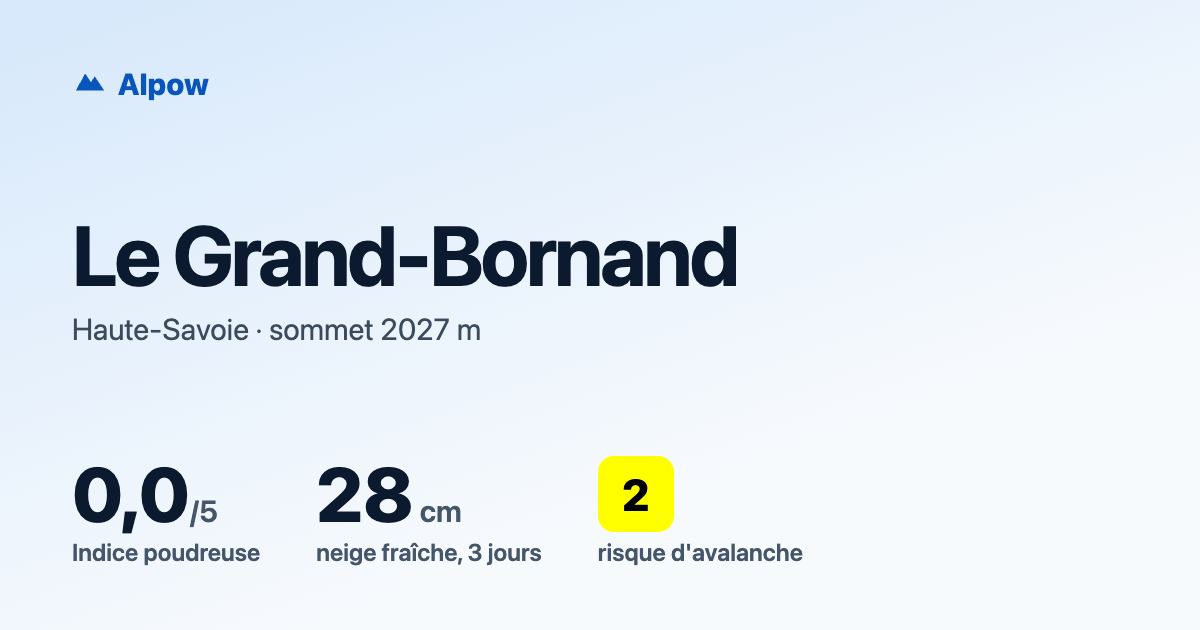 Alpow
Le Grand-Bornand
Haute-Savoie · sommet 2027 m
0,0/5
Indice poudreuse
28 cm
neige fraîche, 3 jours
2
risque d'avalanche